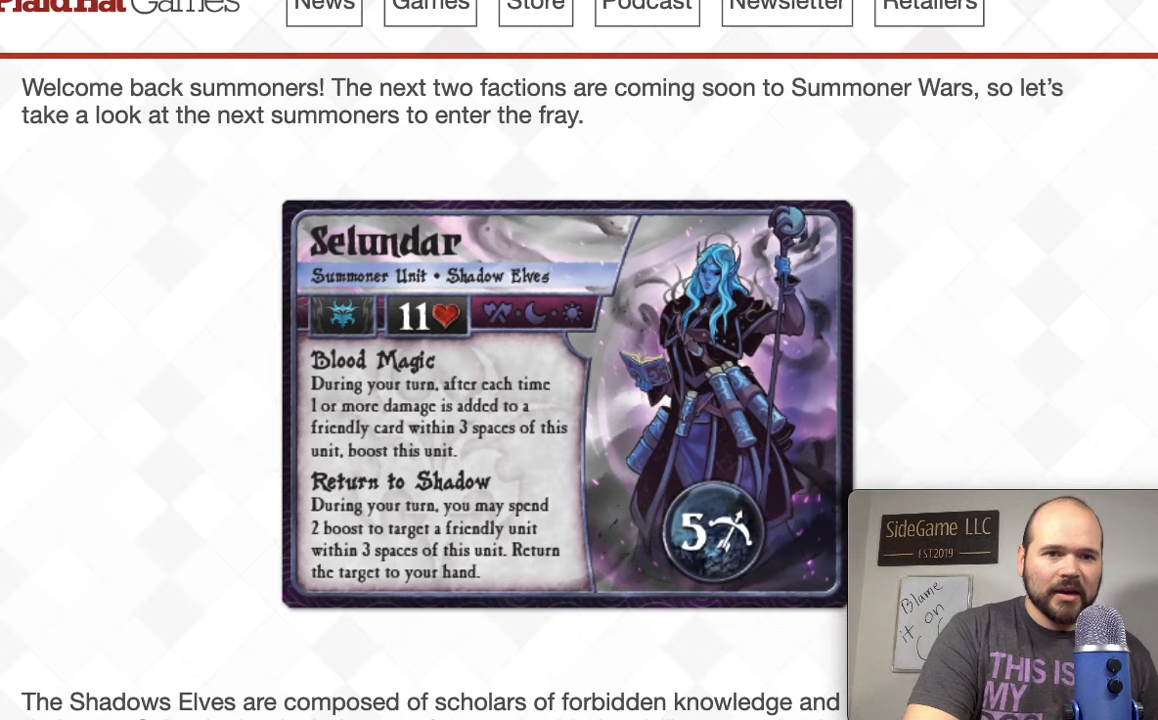 Plaid Hat Games
News
Games
Store
Podcast
Newsletter
Retailers
Welcome back summoners! The next two factions are coming soon to Summoner Wars, so let’s
take a look at the next summoners to enter the fray.
Selundar
Summoner Unit • Shadow Elves
11
Blood Magic
During your turn, after each time
1 or more damage is added to a
friendly card within 3 spaces of this
unit, boost this unit.
Return to Shadow
During your turn, you may spend
2 boost to target a friendly unit
within 3 spaces of this unit. Return
the target to your hand.
5
SideGame LLC
EST.2019
Blame
it on
THIS IS
MY
The Shadows Elves are composed of scholars of forbidden knowledge and